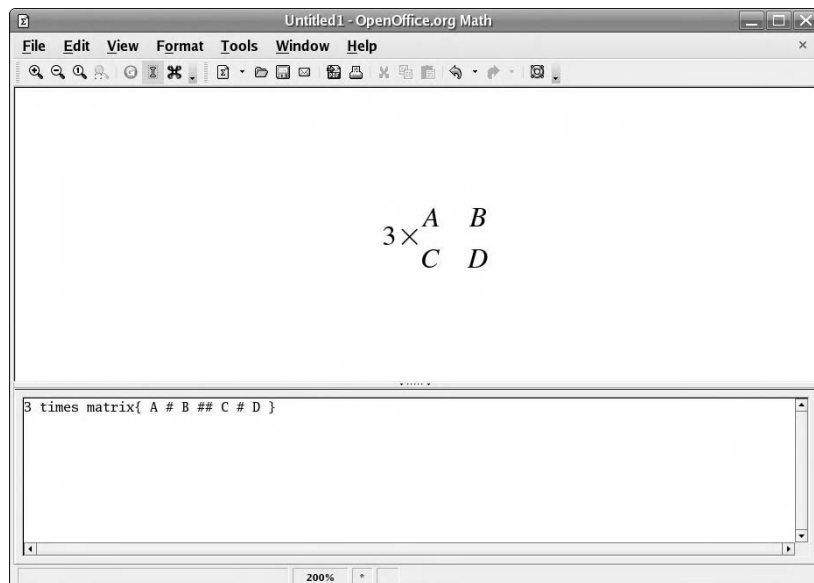 Untitled1 - OpenOffice.org Math
File Edit View Format Tools Window Help
3 × A B
C D
3 times matrix{ A # B ## C # D }
200% *